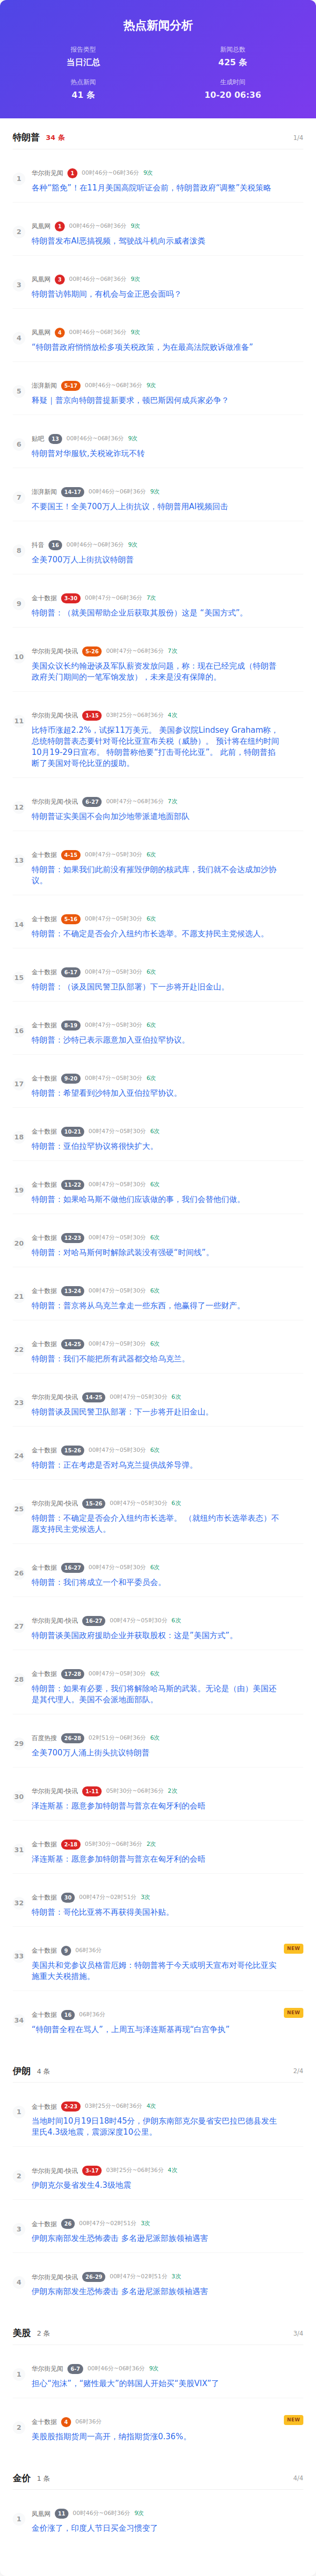 热点新闻分析
报告类型
当日汇总
新闻总数
425 条
热点新闻
41 条
生成时间
10-20 06:36
特朗普 34 条 1/4
1
华尔街见闻 1 00时46分~06时36分 9次
各种“豁免”！在11月美国高院听证会前，特朗普政府“调整”关税策略
2
凤凰网 1 00时46分~06时36分 9次
特朗普发布AI恶搞视频，驾驶战斗机向示威者泼粪
3
凤凰网 3 00时46分~06时36分 9次
特朗普访韩期间，有机会与金正恩会面吗？
4
凤凰网 4 00时46分~06时36分 9次
“特朗普政府悄悄放松多项关税政策，为在最高法院败诉做准备”
5
澎湃新闻 5-17 00时46分~06时36分 9次
释疑｜普京向特朗普提新要求，顿巴斯因何成兵家必争？
6
贴吧 13 00时46分~06时36分 9次
特朗普对华服软,关税讹诈玩不转
7
澎湃新闻 14-17 00时46分~06时36分 9次
不要国王！全美700万人上街抗议，特朗普用AI视频回击
8
抖音 16 00时46分~06时36分 9次
全美700万人上街抗议特朗普
9
金十数据 3-30 00时47分~06时36分 7次
特朗普：（就美国帮助企业后获取其股份）这是 “美国方式”。
10
华尔街见闻-快讯 5-26 00时47分~06时36分 7次
美国众议长约翰逊谈及军队薪资发放问题，称：现在已经完成（特朗普
政府关门期间的一笔军饷发放），未来是没有保障的。
11
华尔街见闻-快讯 1-15 03时25分~06时36分 4次
比特币涨超2.2%，试探11万美元。 美国参议院Lindsey Graham称，
总统特朗普表态要针对哥伦比亚宣布关税（威胁）。 预计将在纽约时间
10月19-29日宣布。 特朗普称他要“打击哥伦比亚”。 此前，特朗普掐
断了美国对哥伦比亚的援助。
12
华尔街见闻-快讯 6-27 00时47分~06时36分 7次
特朗普证实美国不会向加沙地带派遣地面部队
13
金十数据 4-15 00时47分~05时30分 6次
特朗普：如果我们此前没有摧毁伊朗的核武库，我们就不会达成加沙协
议。
14
金十数据 5-16 00时47分~05时30分 6次
特朗普：不确定是否会介入纽约市长选举。不愿支持民主党候选人。
15
金十数据 6-17 00时47分~05时30分 6次
特朗普：（谈及国民警卫队部署）下一步将开赴旧金山。
16
金十数据 8-19 00时47分~05时30分 6次
特朗普：沙特已表示愿意加入亚伯拉罕协议。
17
金十数据 9-20 00时47分~05时30分 6次
特朗普：希望看到沙特加入亚伯拉罕协议。
18
金十数据 10-21 00时47分~05时30分 6次
特朗普：亚伯拉罕协议将很快扩大。
19
金十数据 11-22 00时47分~05时30分 6次
特朗普：如果哈马斯不做他们应该做的事，我们会替他们做。
20
金十数据 12-23 00时47分~05时30分 6次
特朗普：对哈马斯何时解除武装没有强硬“时间线”。
21
金十数据 13-24 00时47分~05时30分 6次
特朗普：普京将从乌克兰拿走一些东西，他赢得了一些财产。
22
金十数据 14-25 00时47分~05时30分 6次
特朗普：我们不能把所有武器都交给乌克兰。
23
华尔街见闻-快讯 14-25 00时47分~05时30分 6次
特朗普谈及国民警卫队部署：下一步将开赴旧金山。
24
金十数据 15-26 00时47分~05时30分 6次
特朗普：正在考虑是否对乌克兰提供战斧导弹。
25
华尔街见闻-快讯 15-26 00时47分~05时30分 6次
特朗普：不确定是否会介入纽约市长选举。 （就纽约市长选举表态）不
愿支持民主党候选人。
26
金十数据 16-27 00时47分~05时30分 6次
特朗普：我们将成立一个和平委员会。
27
华尔街见闻-快讯 16-27 00时47分~05时30分 6次
特朗普谈美国政府援助企业并获取股权：这是“美国方式”。
28
金十数据 17-28 00时47分~05时30分 6次
特朗普：如果有必要，我们将解除哈马斯的武装。无论是（由）美国还
是其代理人。美国不会派地面部队。
29
百度热搜 26-28 02时51分~06时36分 6次
全美700万人涌上街头抗议特朗普
30
华尔街见闻-快讯 1-11 05时30分~06时36分 2次
泽连斯基：愿意参加特朗普与普京在匈牙利的会晤
31
金十数据 2-18 05时30分~06时36分 2次
泽连斯基：愿意参加特朗普与普京在匈牙利的会晤
32
金十数据 30 00时47分~02时51分 3次
特朗普：哥伦比亚将不再获得美国补贴。
33
金十数据 9 06时36分 NEW
美国共和党参议员格雷厄姆：特朗普将于今天或明天宣布对哥伦比亚实
施重大关税措施。
34
金十数据 16 06时36分 NEW
“特朗普全程在骂人”，上周五与泽连斯基再现“白宫争执”
伊朗 4 条 2/4
1
金十数据 2-23 03时25分~06时36分 4次
当地时间10月19日18时45分，伊朗东南部克尔曼省安巴拉巴德县发生
里氏4.3级地震，震源深度10公里。
2
华尔街见闻-快讯 3-17 03时25分~06时36分 4次
伊朗克尔曼省发生4.3级地震
3
金十数据 26 00时47分~02时51分 3次
伊朗东南部发生恐怖袭击 多名逊尼派部族领袖遇害
4
华尔街见闻-快讯 26-29 00时47分~02时51分 3次
伊朗东南部发生恐怖袭击 多名逊尼派部族领袖遇害
美股 2 条 3/4
1
华尔街见闻 6-7 00时46分~06时36分 9次
担心“泡沫”，“赌性最大”的韩国人开始买“美股VIX”了
2
金十数据 4 06时36分 NEW
美股股指期货周一高开，纳指期货涨0.36%。
金价 1 条 4/4
1
凤凰网 11 00时46分~06时36分 9次
金价涨了，印度人节日买金习惯变了